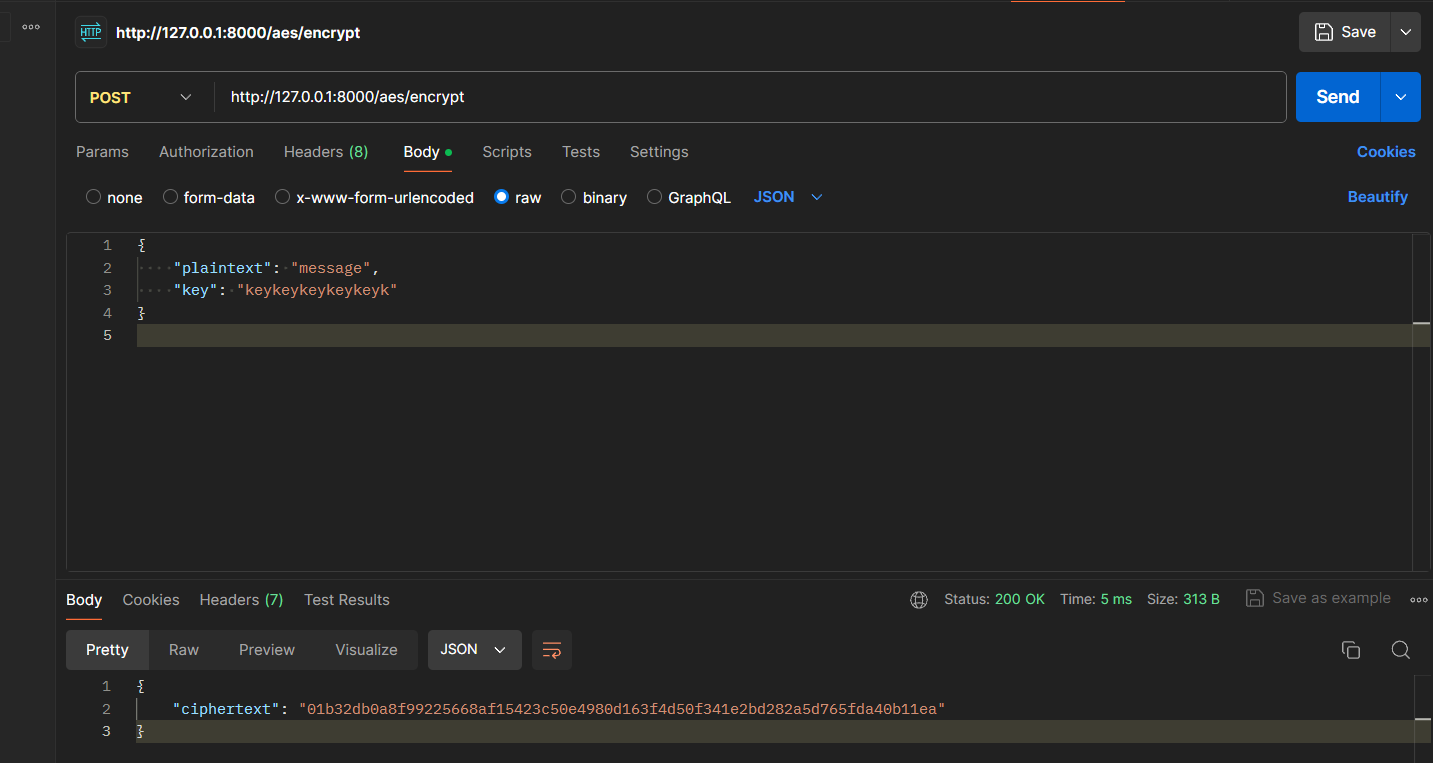 HTTP http://127.0.0.1:8000/aes/encrypt Save
POST http://127.0.0.1:8000/aes/encrypt Send
Params Authorization Headers (8) Body Scripts Tests Settings Cookies
none form-data x-www-form-urlencoded raw binary GraphQL JSON Beautify
1 {
2 "plaintext": "message",
3 "key": "keykeykeykeykeyk"
4 }
5
Body Cookies Headers (7) Test Results Status: 200 OK Time: 5 ms Size: 313 B Save as example
Pretty Raw Preview Visualize JSON
1 {
2 "ciphertext": "01b32db0a8f99225668af15423c50e4980d163f4d50f341e2bd282a5d765fda40b11ea"
3 }